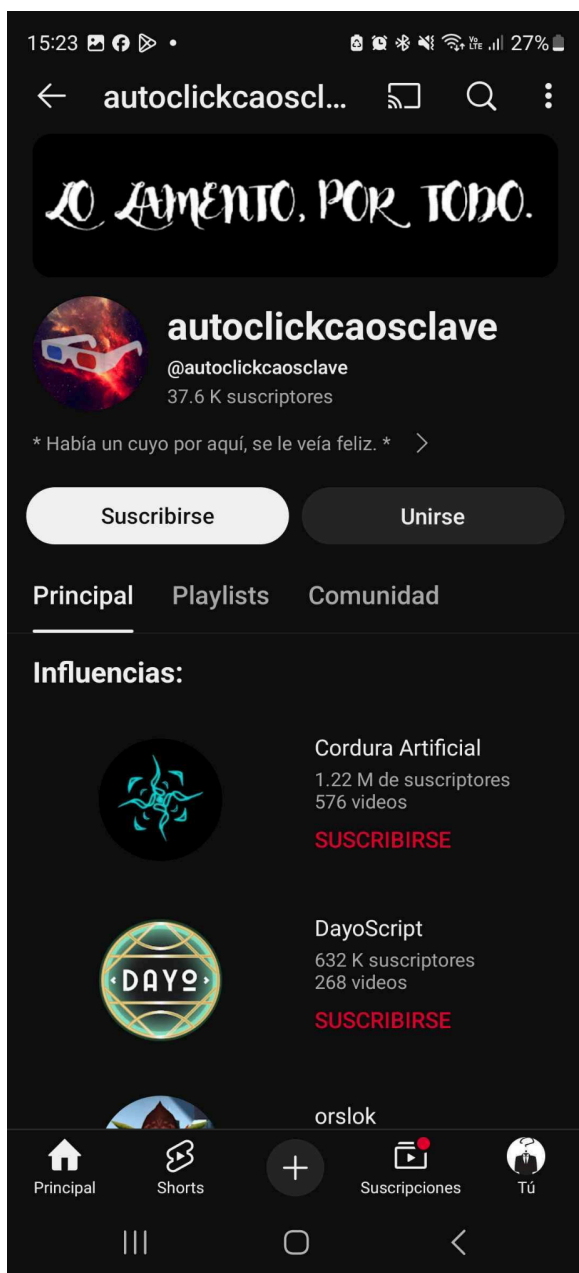 15:23
Vo LTE
27%
autoclickcaoscl...
LO LAMENTO, POR TODO.
autoclickcaosclave
@autoclickcaosclave
37.6 K suscriptores
* Había un cuyo por aquí, se le veía feliz. *
Suscribirse
Unirse
Principal
Playlists
Comunidad
Influencias:
Cordura Artificial
1.22 M de suscriptores
576 videos
SUSCRIBIRSE
DAYO
DayoScript
632 K suscriptores
268 videos
SUSCRIBIRSE
orslok
Principal
Shorts
Suscripciones
Tú